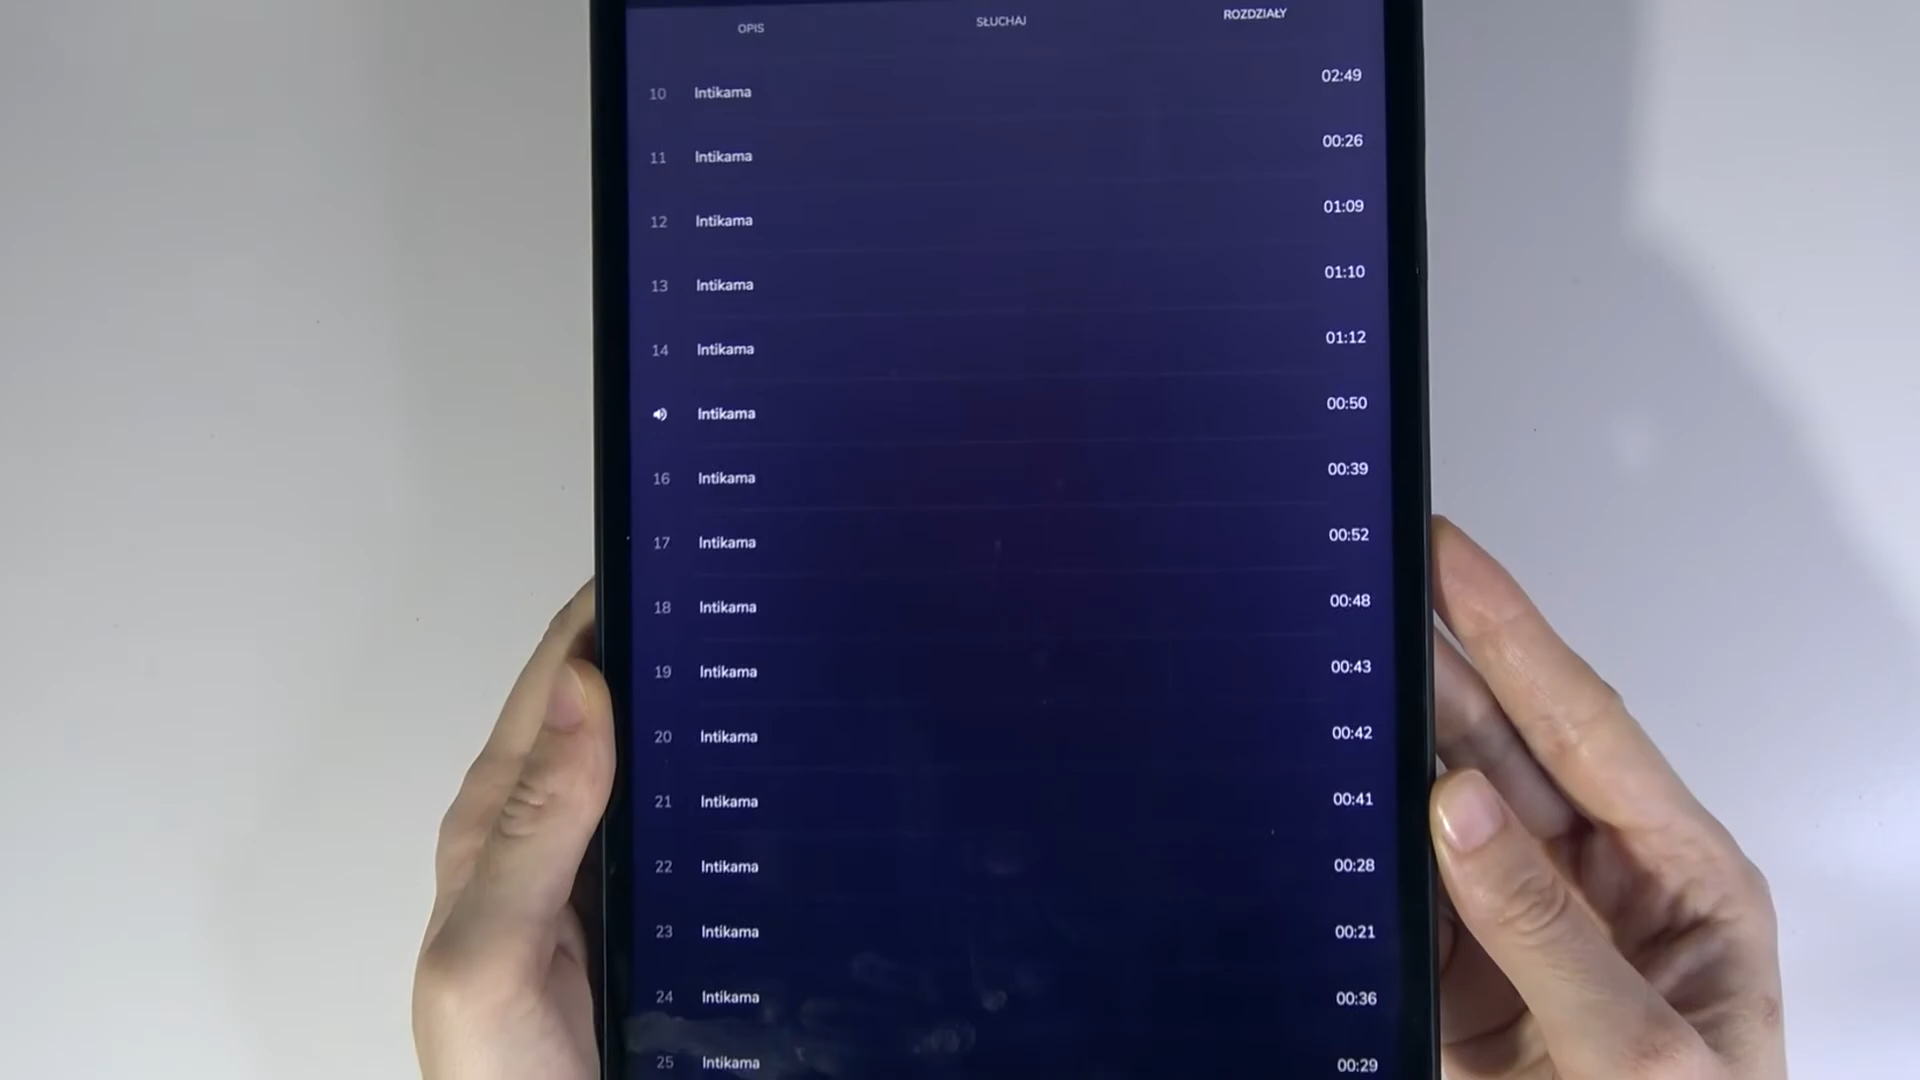 OPIS SŁUCHAJ ROZDZIAŁY
10 Intikama 02:49
11 Intikama 00:26
12 Intikama 01:09
13 Intikama 01:10
14 Intikama 01:12
Intikama 00:50
16 Intikama 00:39
17 Intikama 00:52
18 Intikama 00:48
19 Intikama 00:43
20 Intikama 00:42
21 Intikama 00:41
22 Intikama 00:28
23 Intikama 00:21
24 Intikama 00:36
25 Intikama 00:29